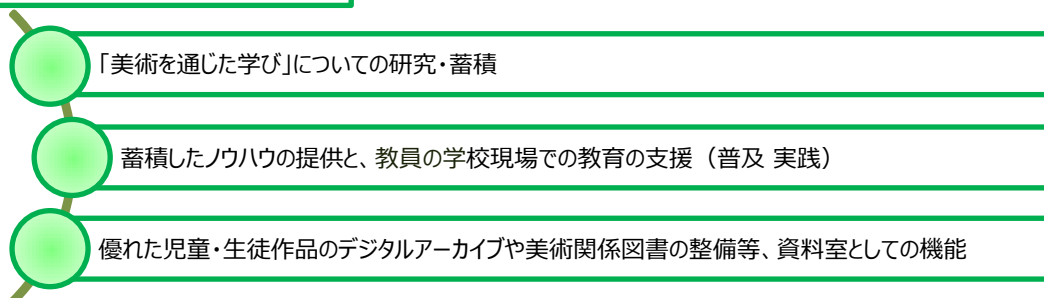 「美術を通じた学び」についての研究・蓄積
蓄積したノウハウの提供と、教員の学校現場での教育の支援（普及 実践）
優れた児童・生徒作品のデジタルアーカイブや美術関係図書の整備等、資料室としての機能